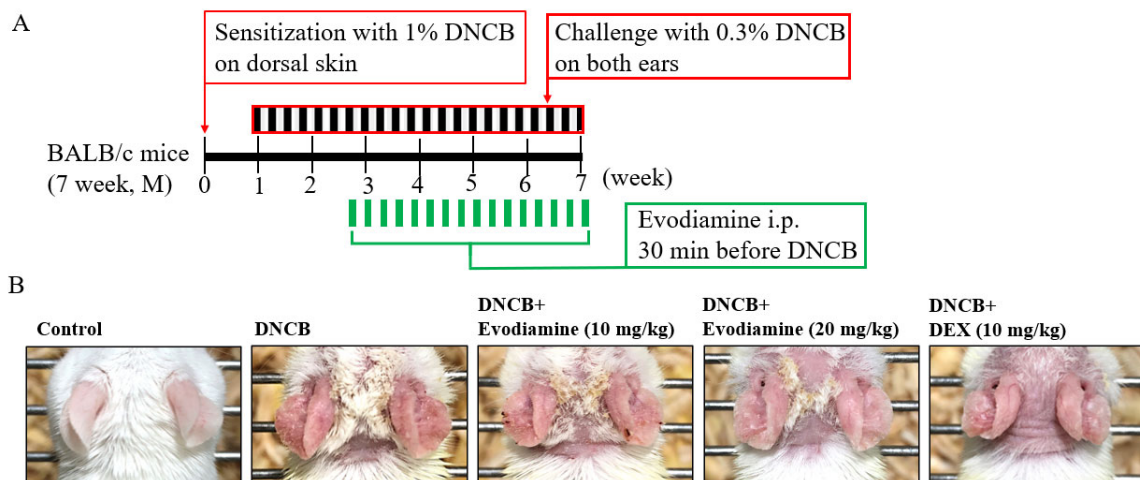 A
Sensitization with 1% DNCB
on dorsal skin
Challenge with 0.3% DNCB
on both ears
BALB/c mice
(7 week, M)
0 1 2 3 4 5 6 7 (week)
Evodiamine i.p.
30 min before DNCB
B
Control
DNCB
DNCB+
Evodiamine (10 mg/kg)
DNCB+
Evodiamine (20 mg/kg)
DNCB+
DEX (10 mg/kg)